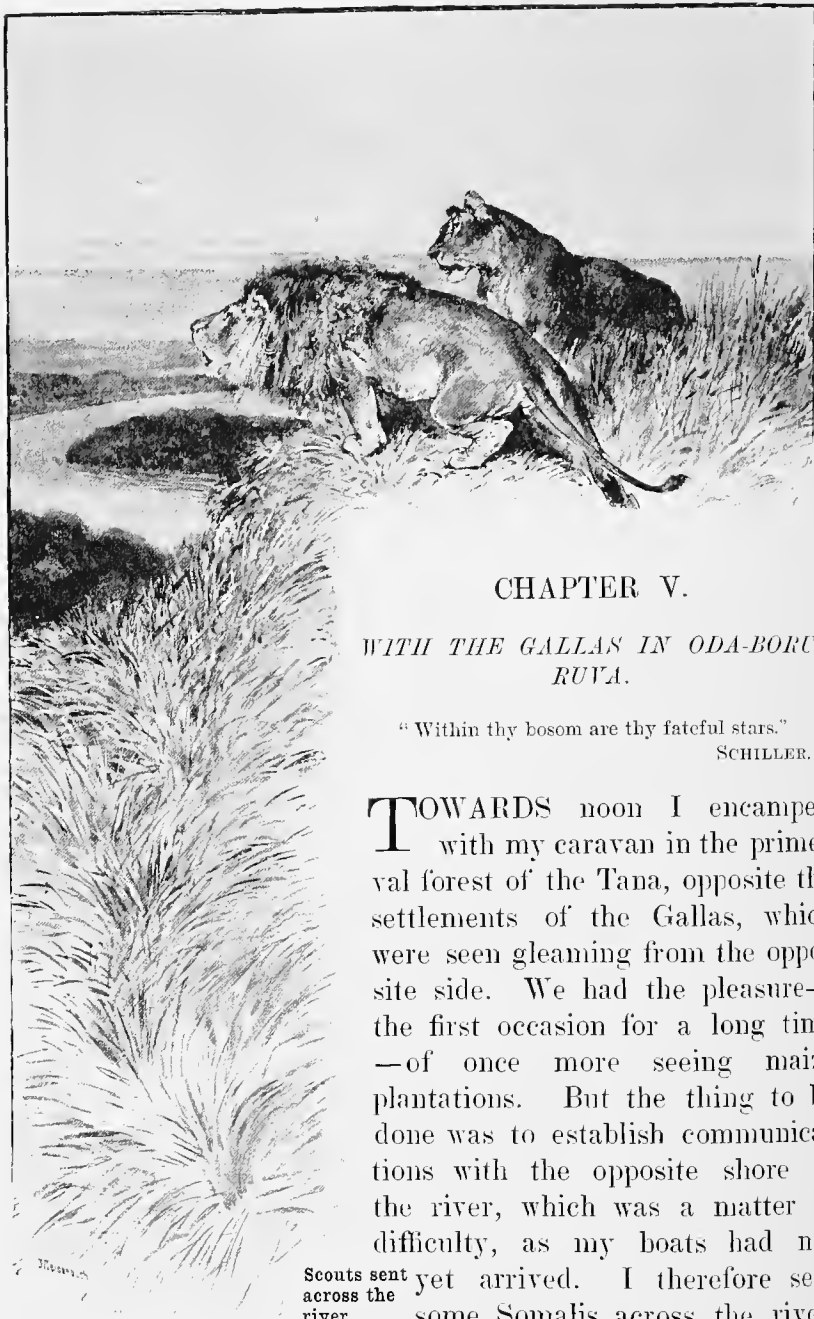 CHAPTER V.
WITH THE GALLAS IN ODA-BORU
RUVA.
“Within thy bosom are thy fateful stars.”
SCHILLER.
TOWARDS noon I encampe
with my caravan in the prime
val forest of the Tana, opposite th
settlements of the Gallas, whic
were seen gleaming from the oppo
site side. We had the pleasure—
the first occasion for a long tim
—of once more seeing maiz
plantations. But the thing to b
done was to establish communica
tions with the opposite shore
the river, which was a matter
difficulty, as my boats had n
yet arrived. I therefore se
some Somalis across the rive
Scouts sent
across the
river.